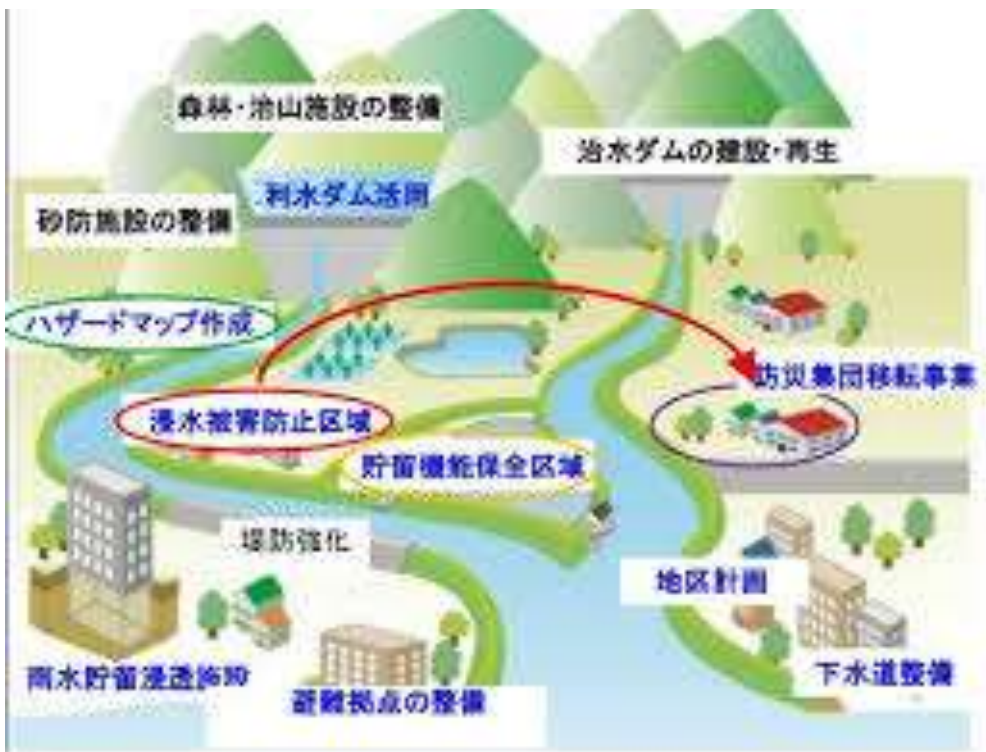 森林・治山施設の整備
治水ダムの建設・再生
利水ダム活用
砂防施設の整備
ハザードマップ作成
防災集団移転事業
浸水被害防止区域
貯留機能保全区域
堤防強化
地区計画
雨水貯留浸透施設
避難拠点の整備
下水道整備